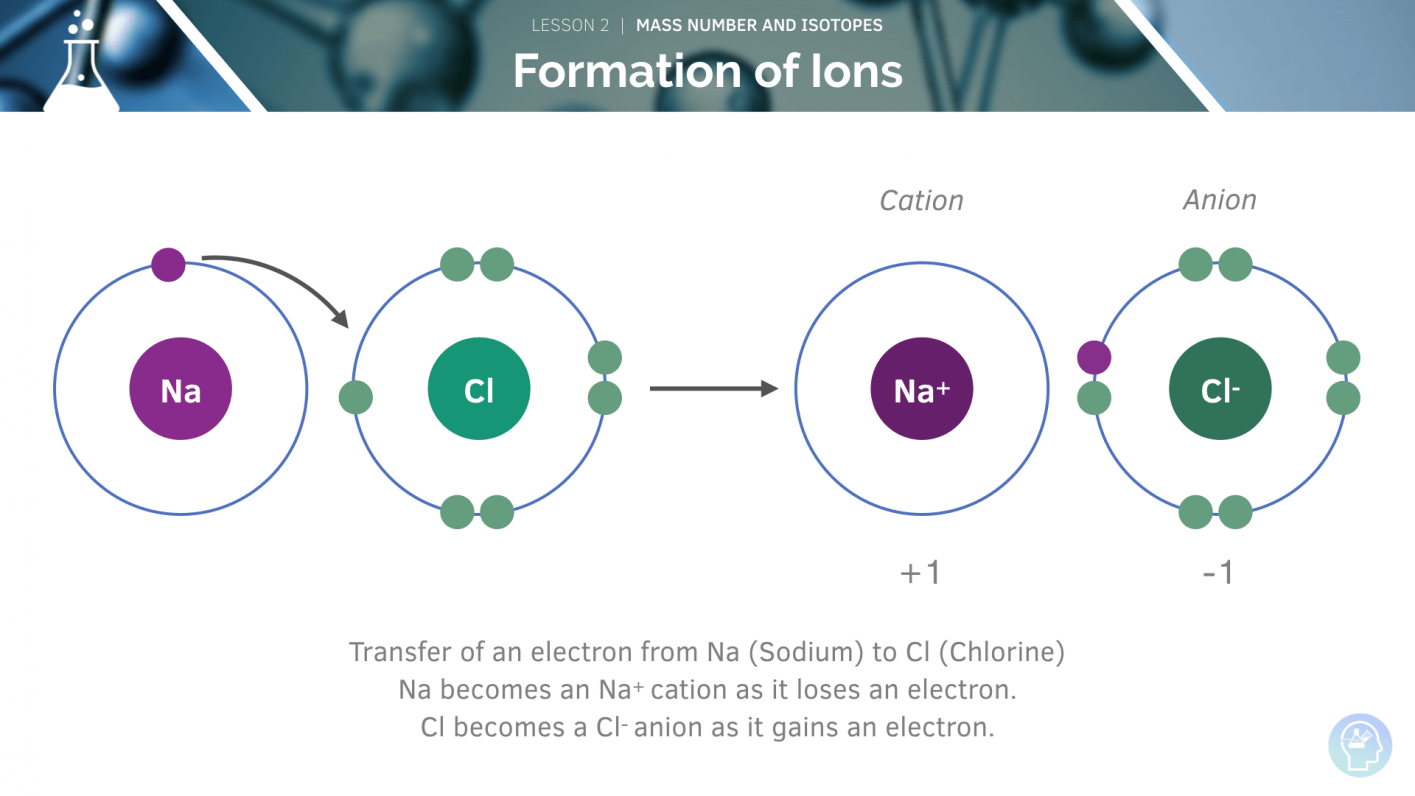 LESSON 2 | MASS NUMBER AND ISOTOPES
Formation of Ions
Cation
Anion
Na
Cl
Na⁺
Cl⁻
+1
-1
Transfer of an electron from Na (Sodium) to Cl (Chlorine)
Na becomes an Na⁺ cation as it loses an electron.
Cl becomes a Cl⁻ anion as it gains an electron.